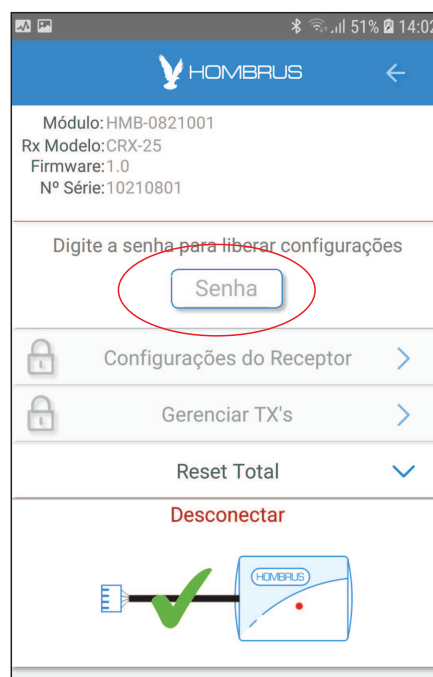 51% 14:02
HOMBRUS
Módulo: HMB-0821001
Rx Modelo: CRX-25
Firmware: 1.0
Nº Série: 10210801
Digite a senha para liberar configurações
Senha
Configurações do Receptor
Gerenciar TX's
Reset Total
Desconectar
HOMBRUS